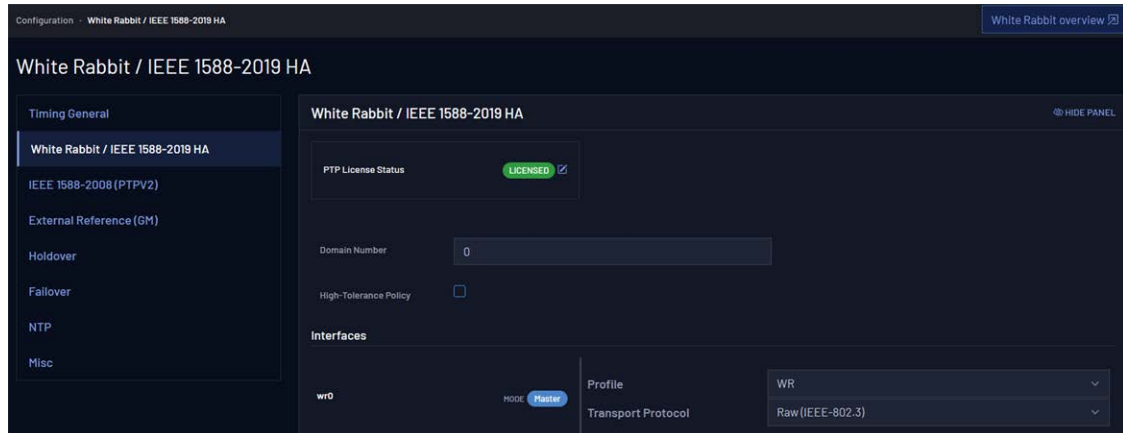 Configuration - White Rabbit / IEEE 1588-2019 HA
White Rabbit overview
White Rabbit / IEEE 1588-2019 HA
Timing General
White Rabbit / IEEE 1588-2019 HA
IEEE 1588-2008 (PTPV2)
External Reference (GM)
Holdover
Failover
NTP
Misc
White Rabbit / IEEE 1588-2019 HA
HIDE PANEL
PTP License Status
LICENSED
Domain Number
0
High-Tolerance Policy
Interfaces
wr0
MODE Master
Profile
WR
Transport Protocol
Raw (IEEE-802.3)